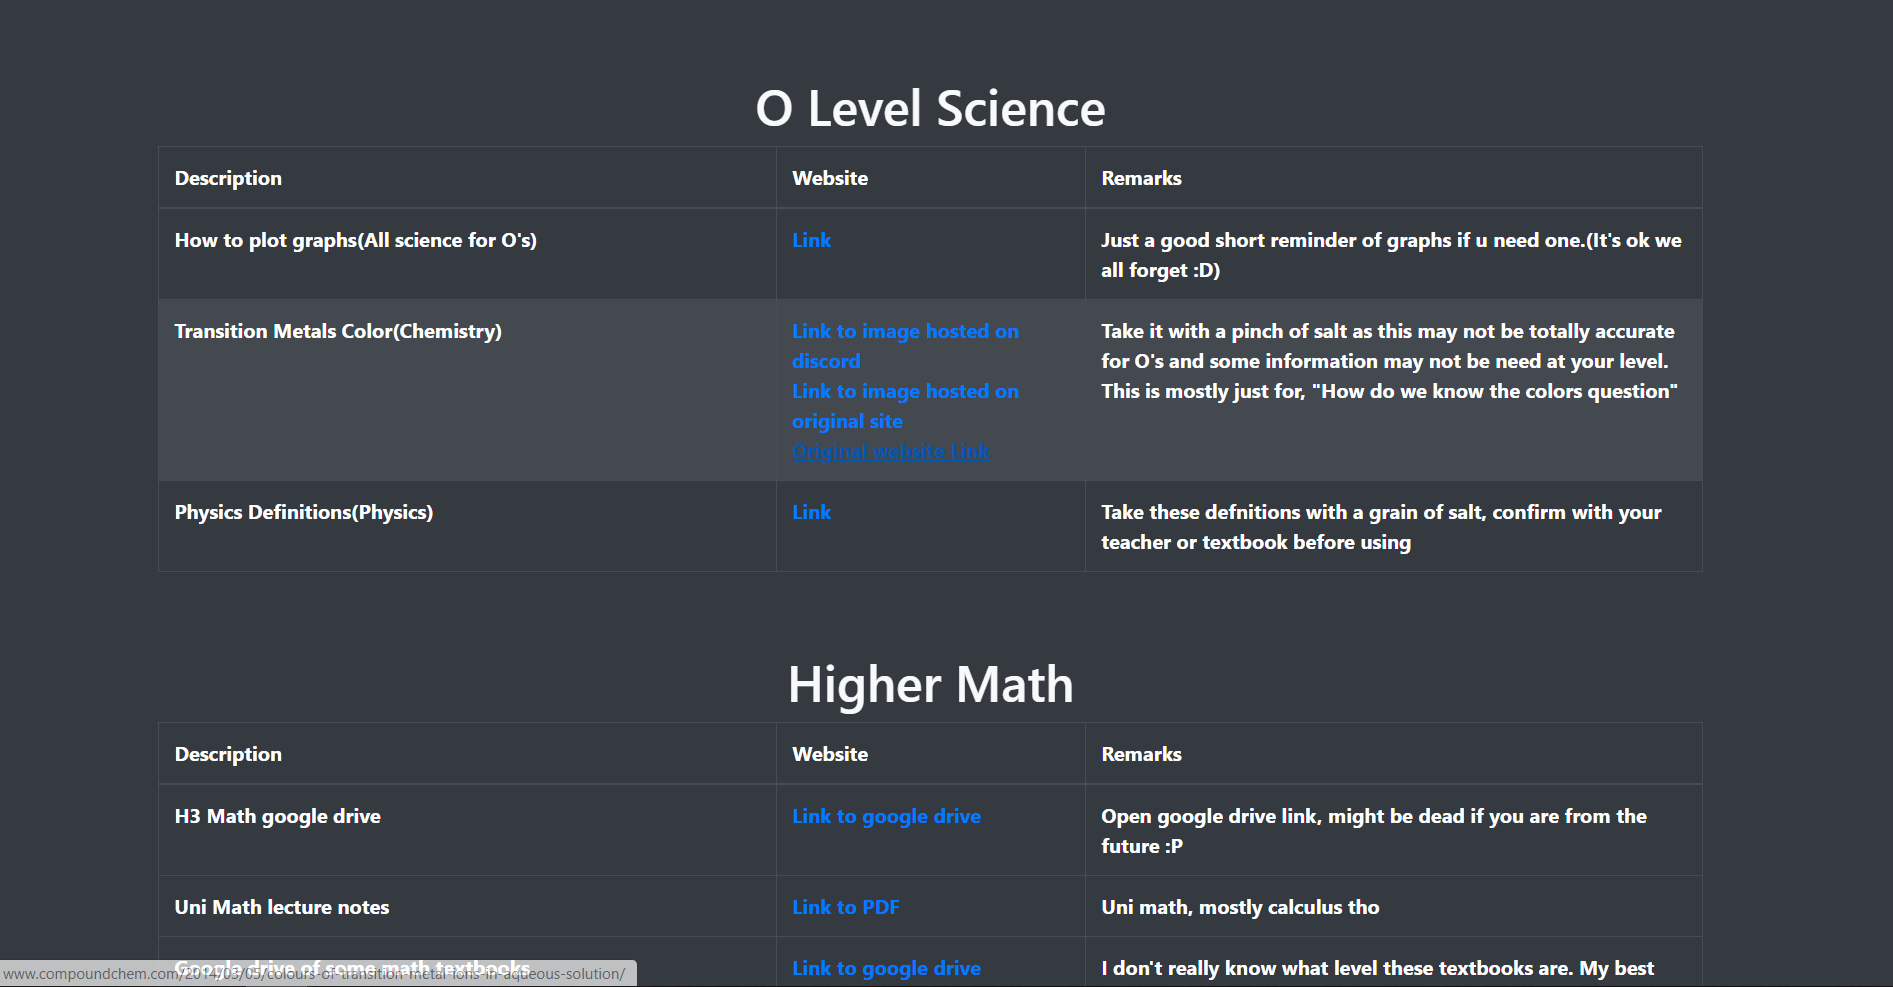 O Level Science
Description Website Remarks
How to plot graphs(All science for O's) Link Just a good short reminder of graphs if u need one.(It's ok we
all forget :D)
Transition Metals Color(Chemistry) Link to image hosted on Take it with a pinch of salt as this may not be totally accurate
discord for O's and some information may not be need at your level.
Link to image hosted on This is mostly just for, "How do we know the colors question"
original site
Original website Link
Physics Definitions(Physics) Link Take these defnitions with a grain of salt, confirm with your
teacher or textbook before using
Higher Math
Description Website Remarks
H3 Math google drive Link to google drive Open google drive link, might be dead if you are from the
future :P
Uni Math lecture notes Link to PDF Uni math, mostly calculus tho
Google drive of some math textbooks Link to google drive I don't really know what level these textbooks are. My best
www.compoundchem.com/2014/03/05/colours-of-transition-metal-ions-in-aqueous-solution/